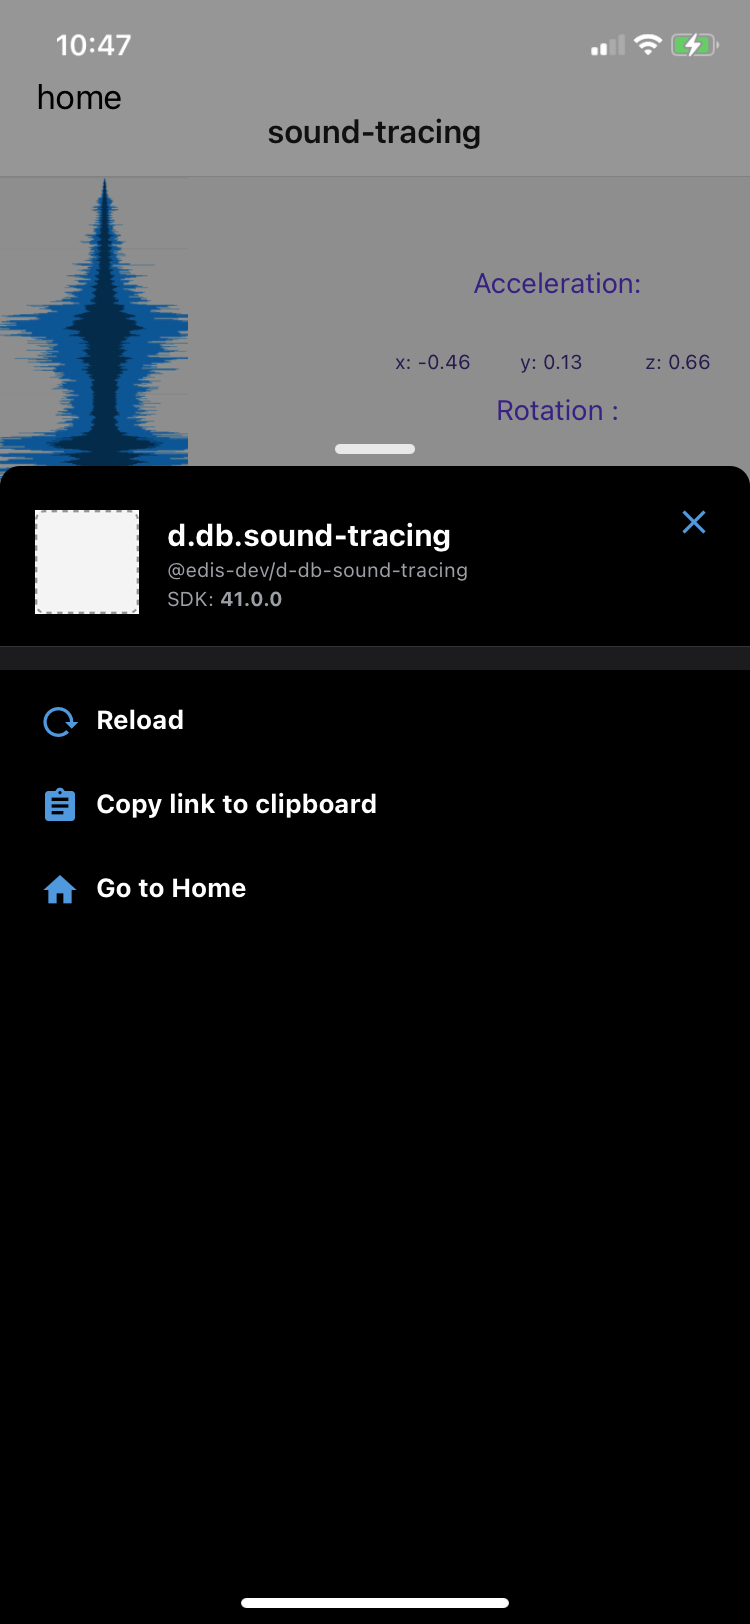 10:47
home
sound-tracing
Acceleration:
x: -0.46 y: 0.13 z: 0.66
Rotation :
d.db.sound-tracing
@edis-dev/d-db-sound-tracing
SDK: 41.0.0
Reload
Copy link to clipboard
Go to Home